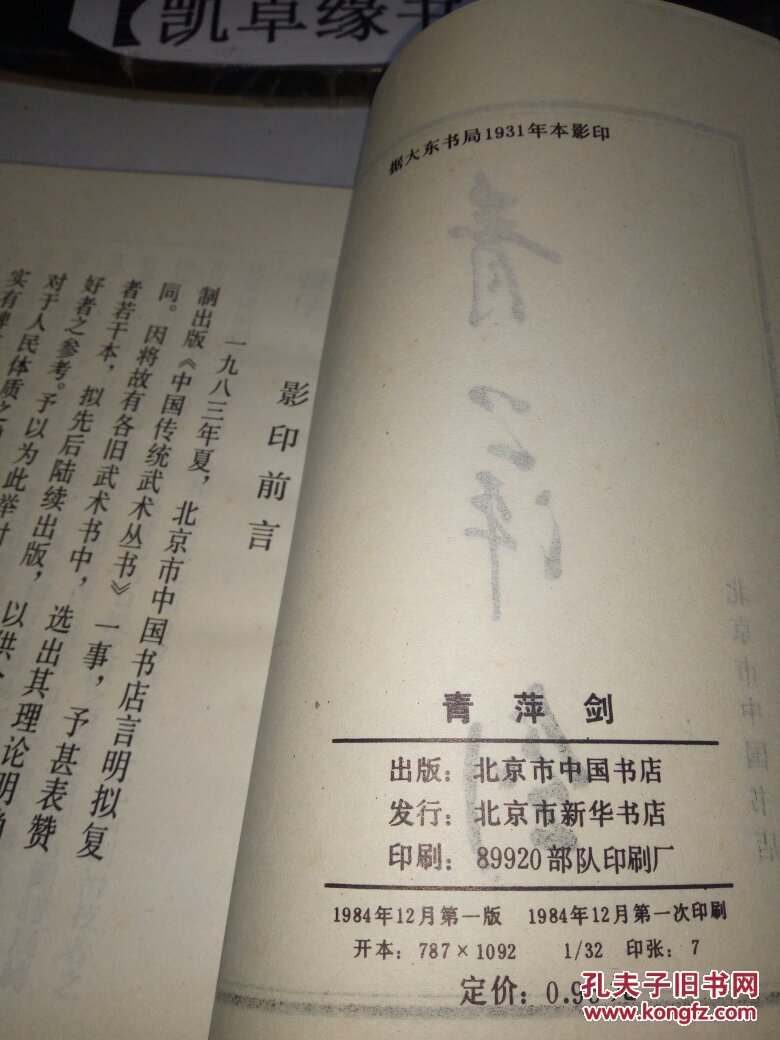 【凯草缘书
据大东书局1931年本影印
青萍剑
出版：北京市中国书店
发行：北京市新华书店
印刷：89920部队印刷厂
1984年12月第一版 1984年12月第一次印刷
开本：787×1092 1/32 印张：7
定价：0.9
影印前言
一九八三年夏，北京市中国书店言明拟复
制出版《中国传统武术丛书》一事，予甚表赞
同。因将故有各旧武术书中，选出其理论明
者若干本，拟先后陆续出版，以供
好者之参考。予以为此举
对于人民体质之
实有
北京市中国书店
孔夫子旧书网
www.kongfz.com